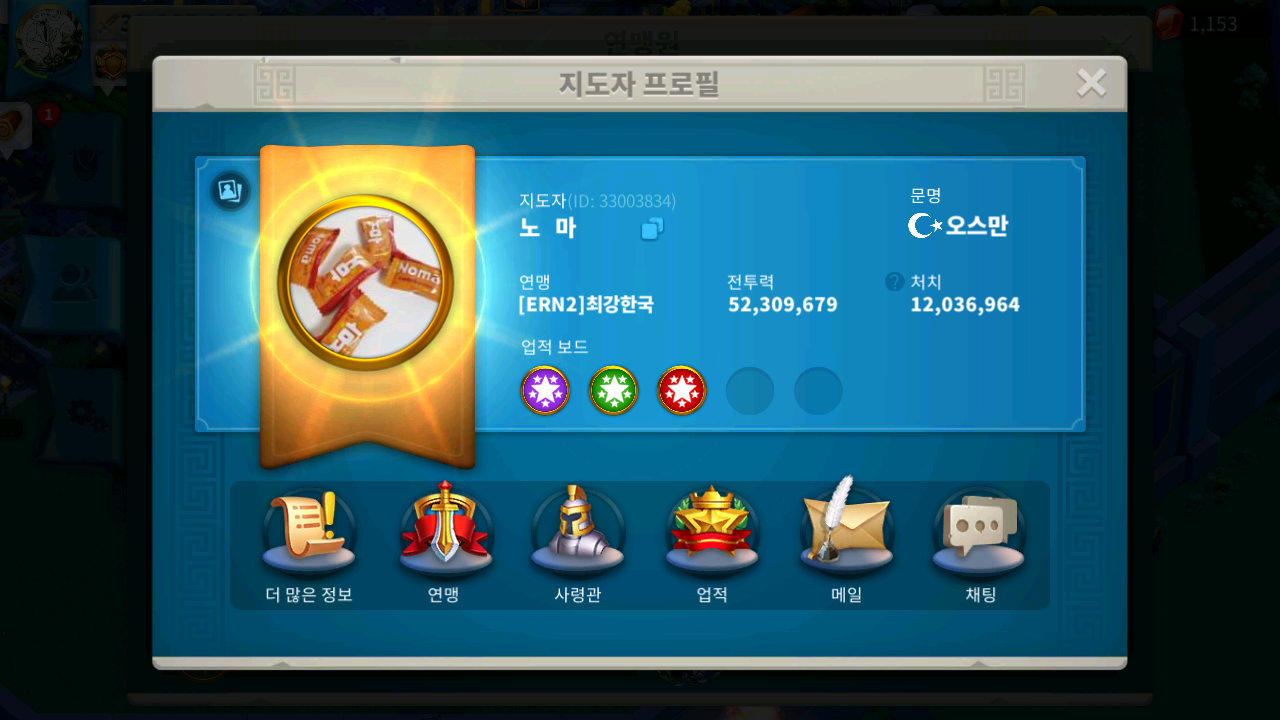 1,153
연맹원
지도자 프로필
1
지도자(ID: 33003834)
노 마
문명
오스만
연맹
[ERN2]최강한국
전투력
52,309,679
? 처치
12,036,964
업적 보드
Noma
더 많은 정보
연맹
사령관
업적
메일
채팅